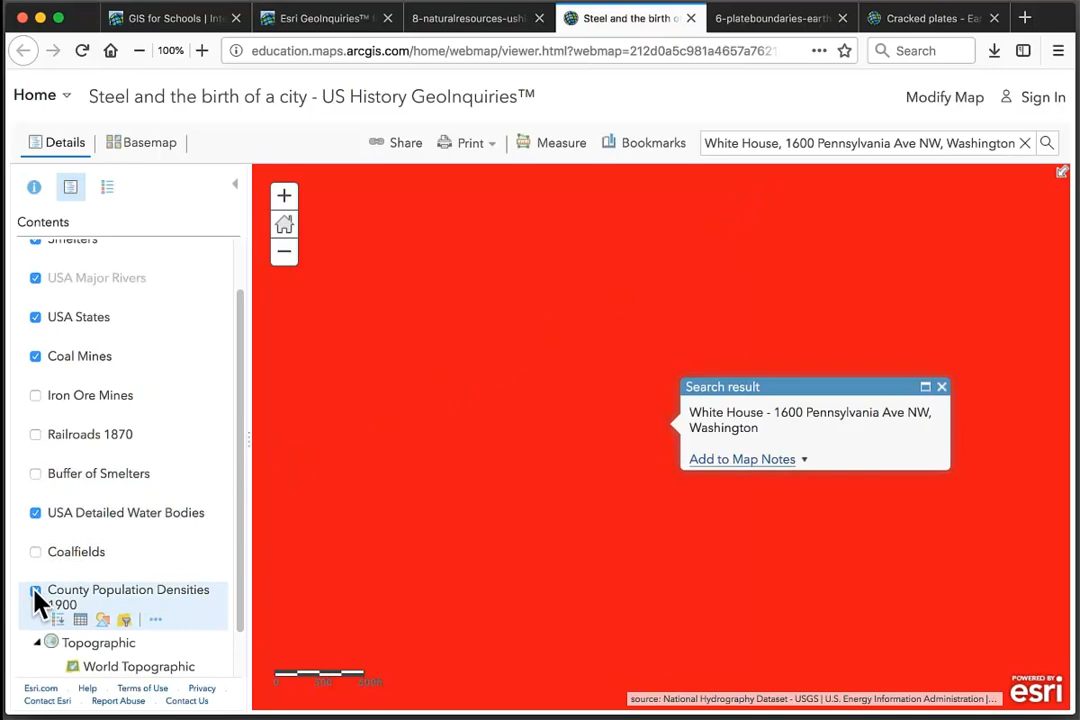 GIS for Schools | Int
Esri GeoInquiries™ (
8-naturalresources-ush
Steel and the birth of
6-plateboundaries-earth
Cracked plates - Ear
100%
education.maps.arcgis.com/home/webmap/viewer.html?webmap=212d0a5c981a4657a7621
Search
Home
Steel and the birth of a city - US History GeoInquiries™
Modify Map
Sign In
Details
Basemap
Share
Print
Measure
Bookmarks
White House, 1600 Pennsylvania Ave NW, Washington
Contents
Smelters
USA Major Rivers
USA States
Coal Mines
Iron Ore Mines
Railroads 1870
Buffer of Smelters
USA Detailed Water Bodies
Coalfields
County Population Densities
1900
Topographic
World Topographic
Esri.com . Help . Terms of Use . Privacy .
Contact Esri . Report Abuse . Contact Us
Search result
White House - 1600 Pennsylvania Ave NW,
Washington
Add to Map Notes
source: National Hydrography Dataset - USGS | U.S. Energy Information Administration |...
POWERED BY
esri